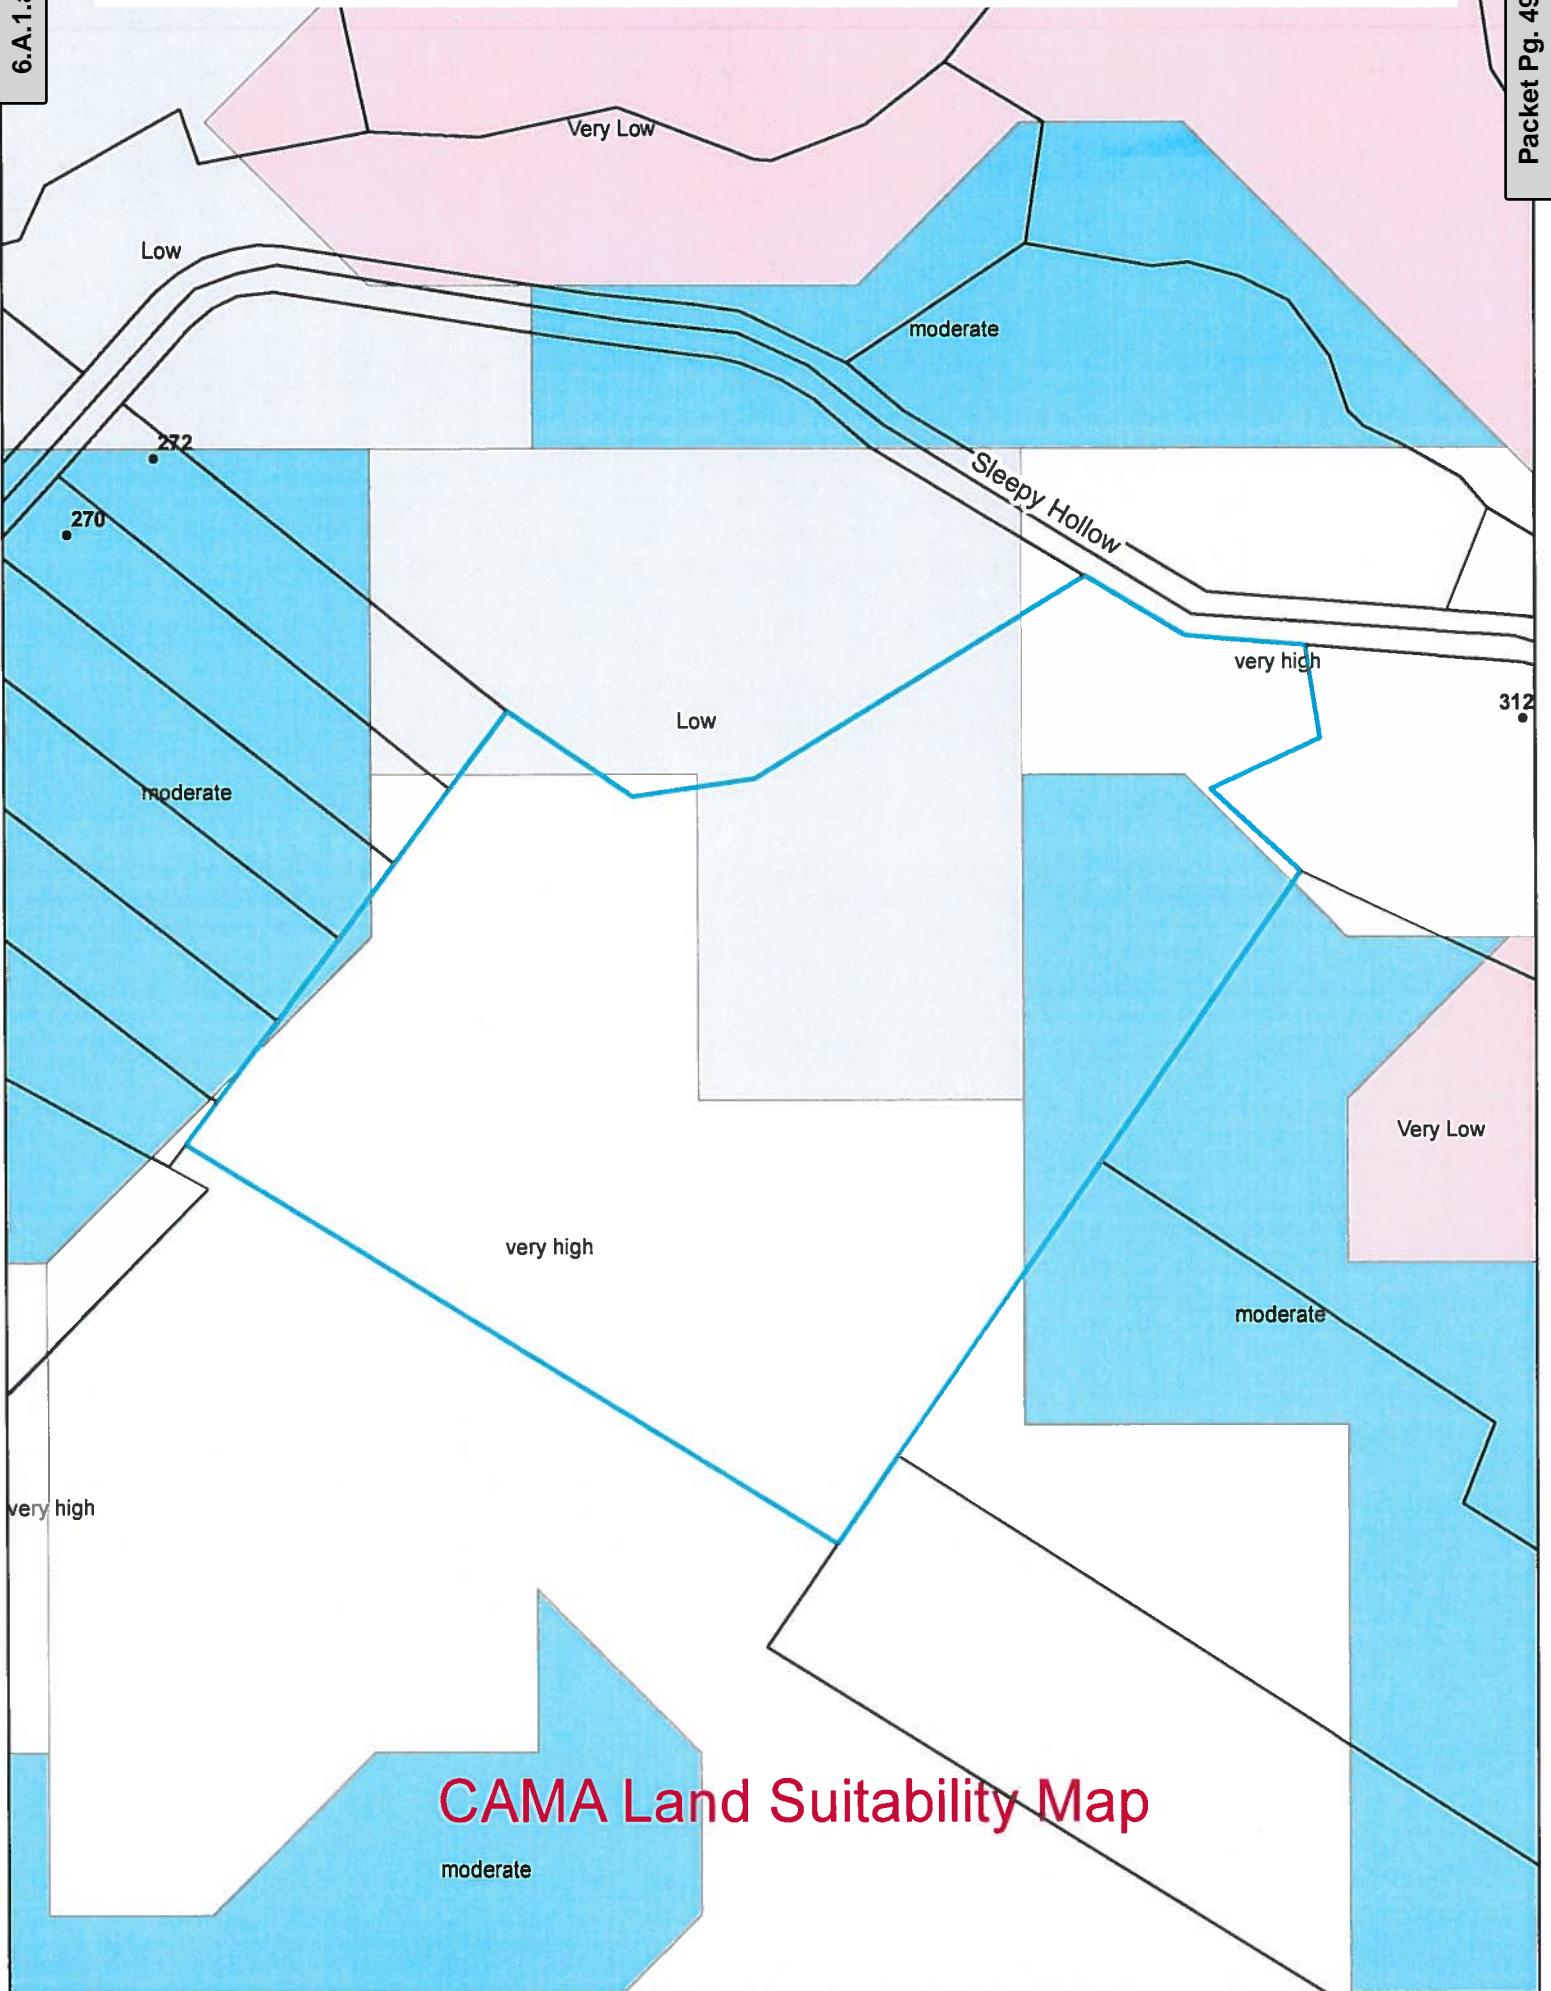 6.A.1.a
Packet Pg. 49
Very Low
Low
moderate
272
270
Sleepy Hollow
very high
312
Low
moderate
Very Low
very high
moderate
very high
CAMA Land Suitability Map
moderate